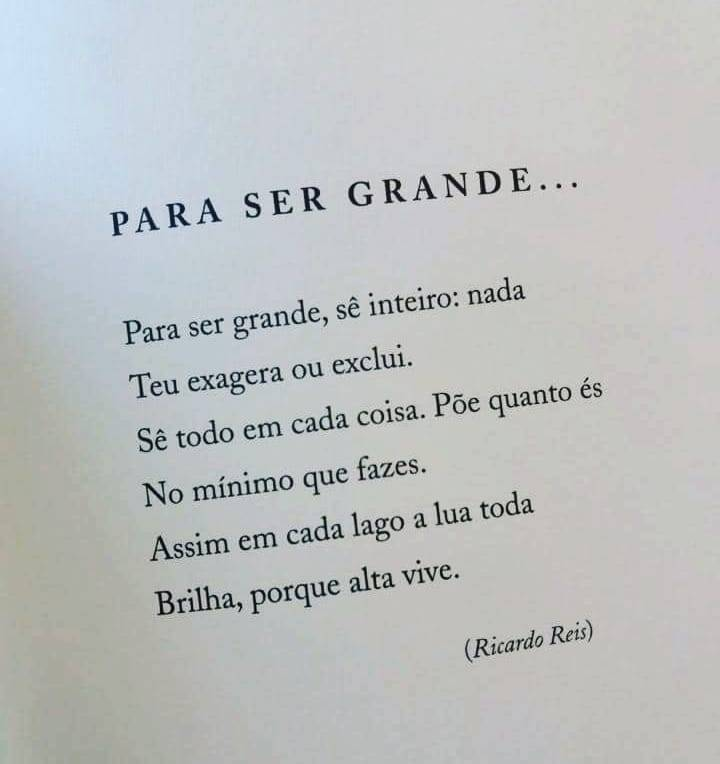 PARA SER GRANDE...
Para ser grande, sê inteiro: nada
Teu exagera ou exclui.
Sê todo em cada coisa. Põe quanto és
No mínimo que fazes.
Assim em cada lago a lua toda
Brilha, porque alta vive.
(Ricardo Reis)